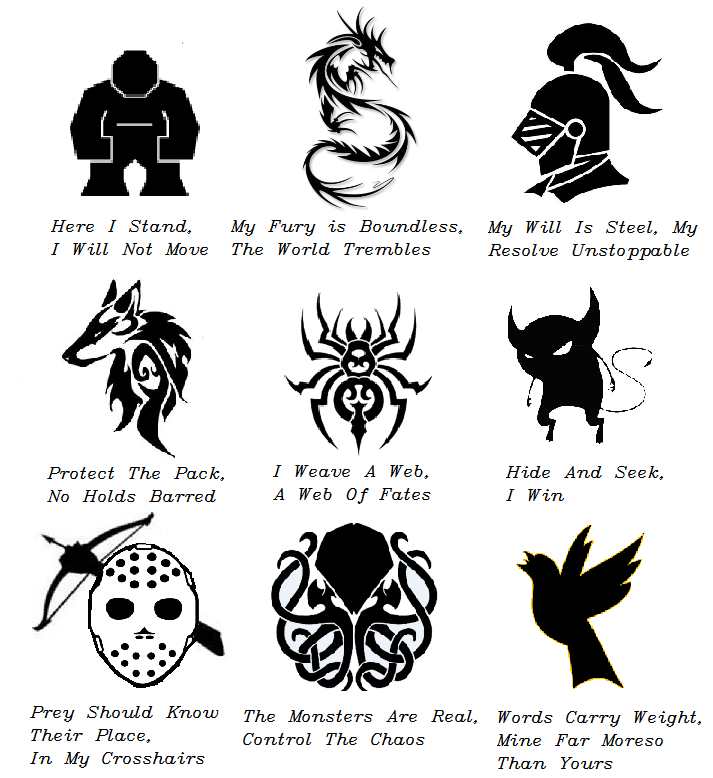 Here I Stand,
I Will Not Move
My Fury is Boundless,
The World Trembles
My Will Is Steel, My
Resolve Unstoppable
Protect The Pack,
No Holds Barred
I Weave A Web,
A Web Of Fates
Hide And Seek,
I Win
Prey Should Know
Their Place,
In My Crosshairs
The Monsters Are Real,
Control The Chaos
Words Carry Weight,
Mine Far Moreso
Than Yours